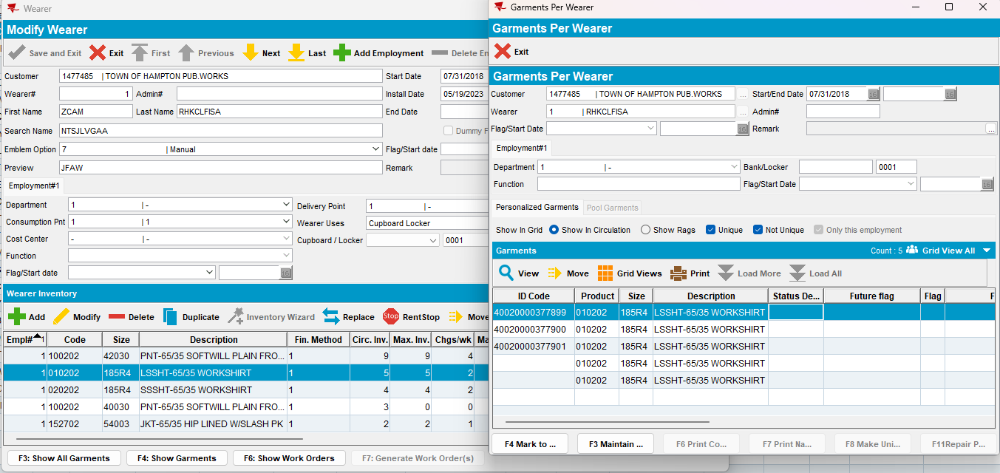 Wearer
Modify Wearer
Save and Exit Exit First Previous Next Last Add Employment Delete En
Customer 1477485 | TOWN OF HAMPTON PUB.WORKS Start Date 07/31/2018
Wearer# 1 Admin# Install Date 05/19/2023
First Name ZCAM Last Name RHKCLFISA End Date
Search Name NTSJLVGAA Dummy F
Emblem Option 7 | Manual Flag/Start date
Preview JFAW Remark
Employment#1
Department 1 | - Delivery Point 1 | -
Consumption Pnt 1 | 1 Wearer Uses Cupboard Locker
Cost Center - | - Cupboard / Locker 0001
Function
Flag/Start date 16
Wearer Inventory
Add Modify Delete Duplicate Inventory Wizard Replace Stop RentStop Move
Empl# 1 Code Size Description Fin. Method Circ. Inv. Max. Inv. Chgs/wk Ma
1 100202 42030 PNT-65/35 SOFTWILL PLAIN FRO... 1 9 9 4
1 010202 185R4 LSSHT-65/35 WORKSHIRT 1 5 5 2
1 020202 185R4 SSSHT-65/35 WORKSHIRT 1 4 4 2
1 100202 40030 PNT-65/35 SOFTWILL PLAIN FRO... 1 3 0 0
1 152702 54003 JKT-65/35 HIP LINED W/SLASH PK 1 2 2 1
F3: Show All Garments F4: Show Garments F6: Show Work Orders F7: Generate Work Order(s)
Garments Per Wearer
Garments Per Wearer
Exit
Garments Per Wearer
Customer 1477485 | TOWN OF HAMPTON PUB.WORKS ... Start/End Date 07/31/2018 16 16
Wearer 1 | RHKCLFISA ... Admin#
Flag/Start Date 16 Remark ...
Employment#1
Department 1 | - Bank/Locker 0001
Function Flag/Start Date 16
Personalized Garments Pool Garments
Show In Grid Show In Circulation Show Rags Unique Not Unique Only this employment
Garments Count : 5 Grid View All
View Move Grid Views Print Load More Load All
ID Code Product Size Description Status De... Future flag Flag F
40020000377899 010202 185R4 LSSHT-65/35 WORKSHIRT
40020000377900 010202 185R4 LSSHT-65/35 WORKSHIRT
40020000377901 010202 185R4 LSSHT-65/35 WORKSHIRT
010202 185R4 LSSHT-65/35 WORKSHIRT
010202 185R4 LSSHT-65/35 WORKSHIRT
F4 Mark to ... F3 Maintain ... F6 Print Co... F7 Print Na... F8 Make Uni... F11Repair P...